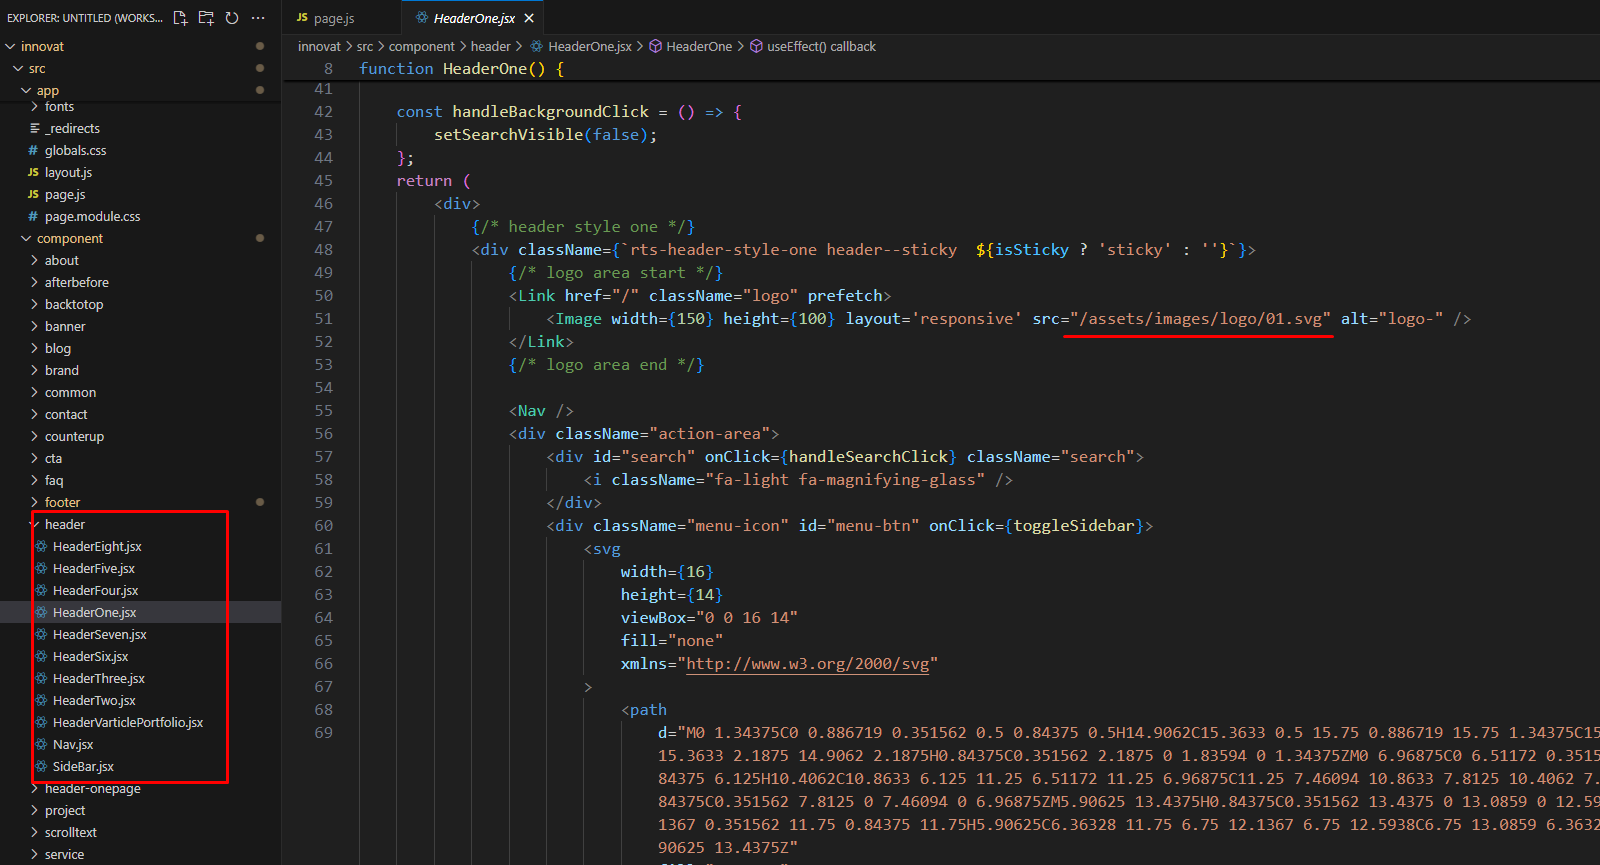 EXPLORER: UNTITLED (WORKS...
innovat
src
app
fonts
_redirects
# globals.css
JS layout.js
JS page.js
# page.module.css
component
about
afterbefore
backtotop
banner
blog
brand
common
contact
counterup
cta
faq
footer
header
HeaderEight.jsx
HeaderFive.jsx
HeaderFour.jsx
HeaderOne.jsx
HeaderSeven.jsx
HeaderSix.jsx
HeaderThree.jsx
HeaderTwo.jsx
HeaderVarticlePortfolio.jsx
Nav.jsx
SideBar.jsx
header-onepage
project
scrolltext
service
JS page.js
HeaderOne.jsx
innovat > src > component > header > HeaderOne.jsx > HeaderOne > useEffect() callback
8 function HeaderOne() {
41
42 const handleBackgroundClick = () => {
43 setSearchVisible(false);
44 };
45 return (
46 <div>
47 {/* header style one */}
48 <div className={`rts-header-style-one header--sticky  ${isSticky ? 'sticky' : ''}`}>
49 {/* logo area start */}
50 <Link href="/" className="logo" prefetch>
51 <Image width={150} height={100} layout='responsive' src="/assets/images/logo/01.svg" alt="logo-" />
52 </Link>
53 {/* logo area end */}
54
55 <Nav />
56 <div className="action-area">
57 <div id="search" onClick={handleSearchClick} className="search">
58 <i className="fa-light fa-magnifying-glass" />
59 </div>
60 <div className="menu-icon" id="menu-btn" onClick={toggleSidebar}>
61 <svg
62 width={16}
63 height={14}
64 viewBox="0 0 16 14"
65 fill="none"
66 xmlns="http://www.w3.org/2000/svg"
67 >
68 <path
69 d="M0 1.34375C0 0.886719 0.351562 0.5 0.84375 0.5H14.9062C15.3633 0.5 15.75 0.886719 15.75 1.34375C15
15.3633 2.1875 14.9062 2.1875H0.84375C0.351562 2.1875 0 1.83594 0 1.34375ZM0 6.96875C0 6.51172 0.3515
84375 6.125H10.4062C10.8633 6.125 11.25 6.51172 11.25 6.96875C11.25 7.46094 10.8633 7.8125 10.4062 7.
84375C0.351562 7.8125 0 7.46094 0 6.96875ZM5.90625 13.4375H0.84375C0.351562 13.4375 0 13.0859 0 12.59
1367 0.351562 11.75 0.84375 11.75H5.90625C6.36328 11.75 6.75 12.1367 6.75 12.5938C6.75 13.0859 6.3632
90625 13.4375Z"